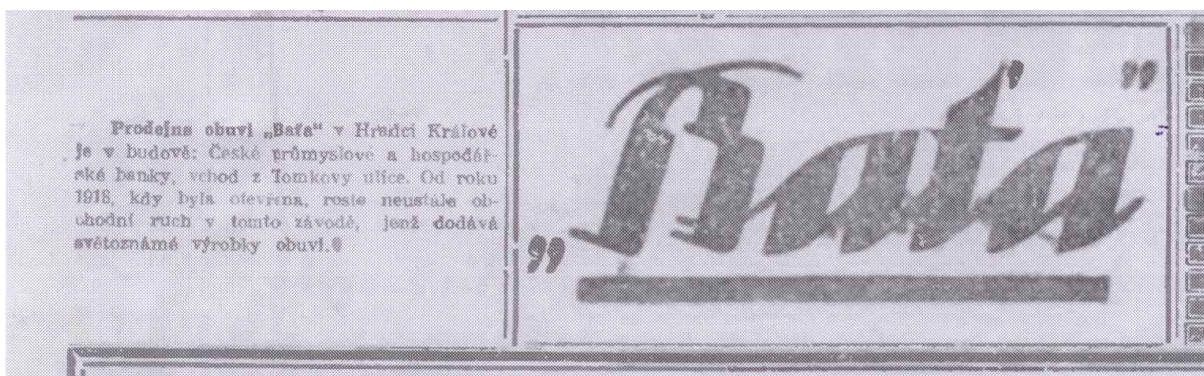 Prodejna obuvi „Baťa“ v Hradci Králové
je v budově: České průmyslové a hospodář-
ské banky, vchod z Tomkovy ulice. Od roku
1918, kdy byla otevřena, roste neustále ob-
chodní ruch v tomto závodě, jenž dodává
světoznámé výrobky obuvi.
„Baťa”